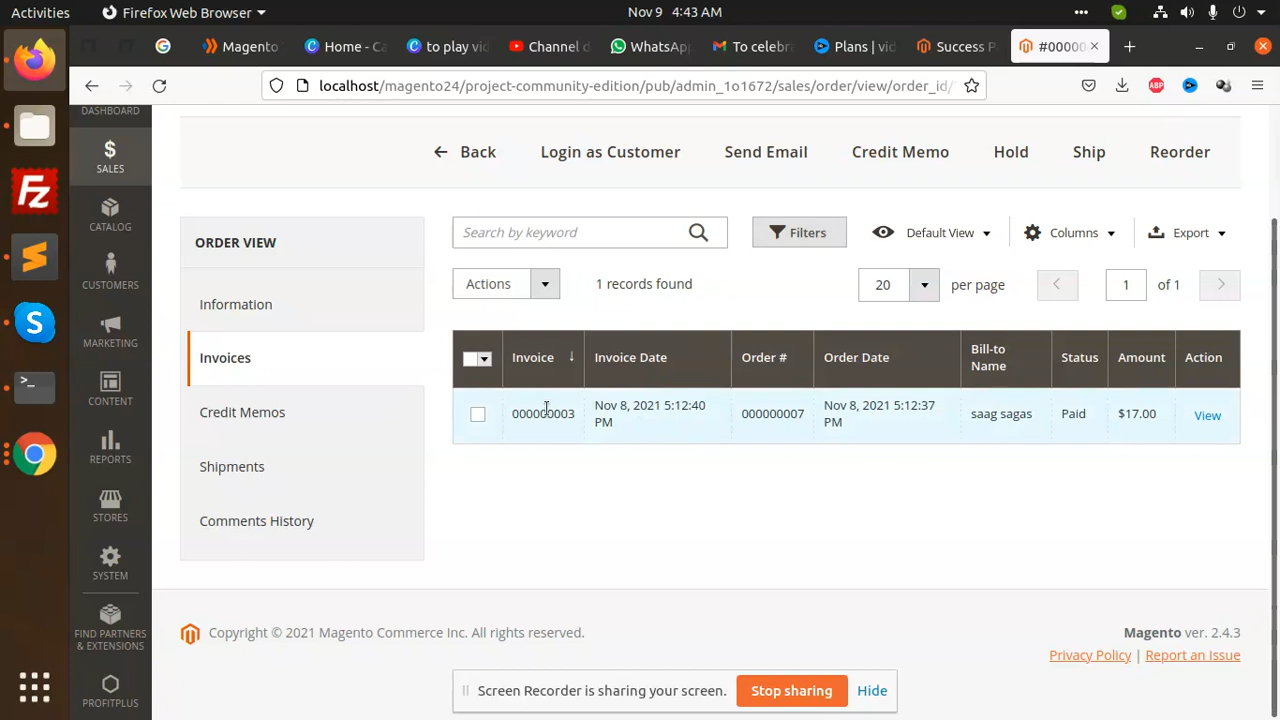 Activities
Firefox Web Browser
Nov 9 4:43 AM
Magento
Home - Ca
to play vid
Channel d
WhatsApp
To celebra
Plans | vid
Success P
#00000
localhost/magento24/project-community-edition/pub/admin_1o1672/sales/order/view/order_id/
ABP
DASHBOARD
$
SALES
CATALOG
CUSTOMERS
MARKETING
CONTENT
REPORTS
STORES
SYSTEM
FIND PARTNERS
& EXTENSIONS
PROFITPLUS
Back
Login as Customer
Send Email
Credit Memo
Hold
Ship
Reorder
ORDER VIEW
Information
Invoices
Credit Memos
Shipments
Comments History
Search by keyword
Filters
Default View
Columns
Export
Actions
1 records found
20
per page
1
of 1
Invoice ↓
Invoice Date
Order #
Order Date
Bill-to
Name
Status
Amount
Action
000000003
Nov 8, 2021 5:12:40
PM
000000007
Nov 8, 2021 5:12:37
PM
saag sagas
Paid
$17.00
View
Copyright © 2021 Magento Commerce Inc. All rights reserved.
Magento ver. 2.4.3
Privacy Policy | Report an Issue
Screen Recorder is sharing your screen.
Stop sharing
Hide